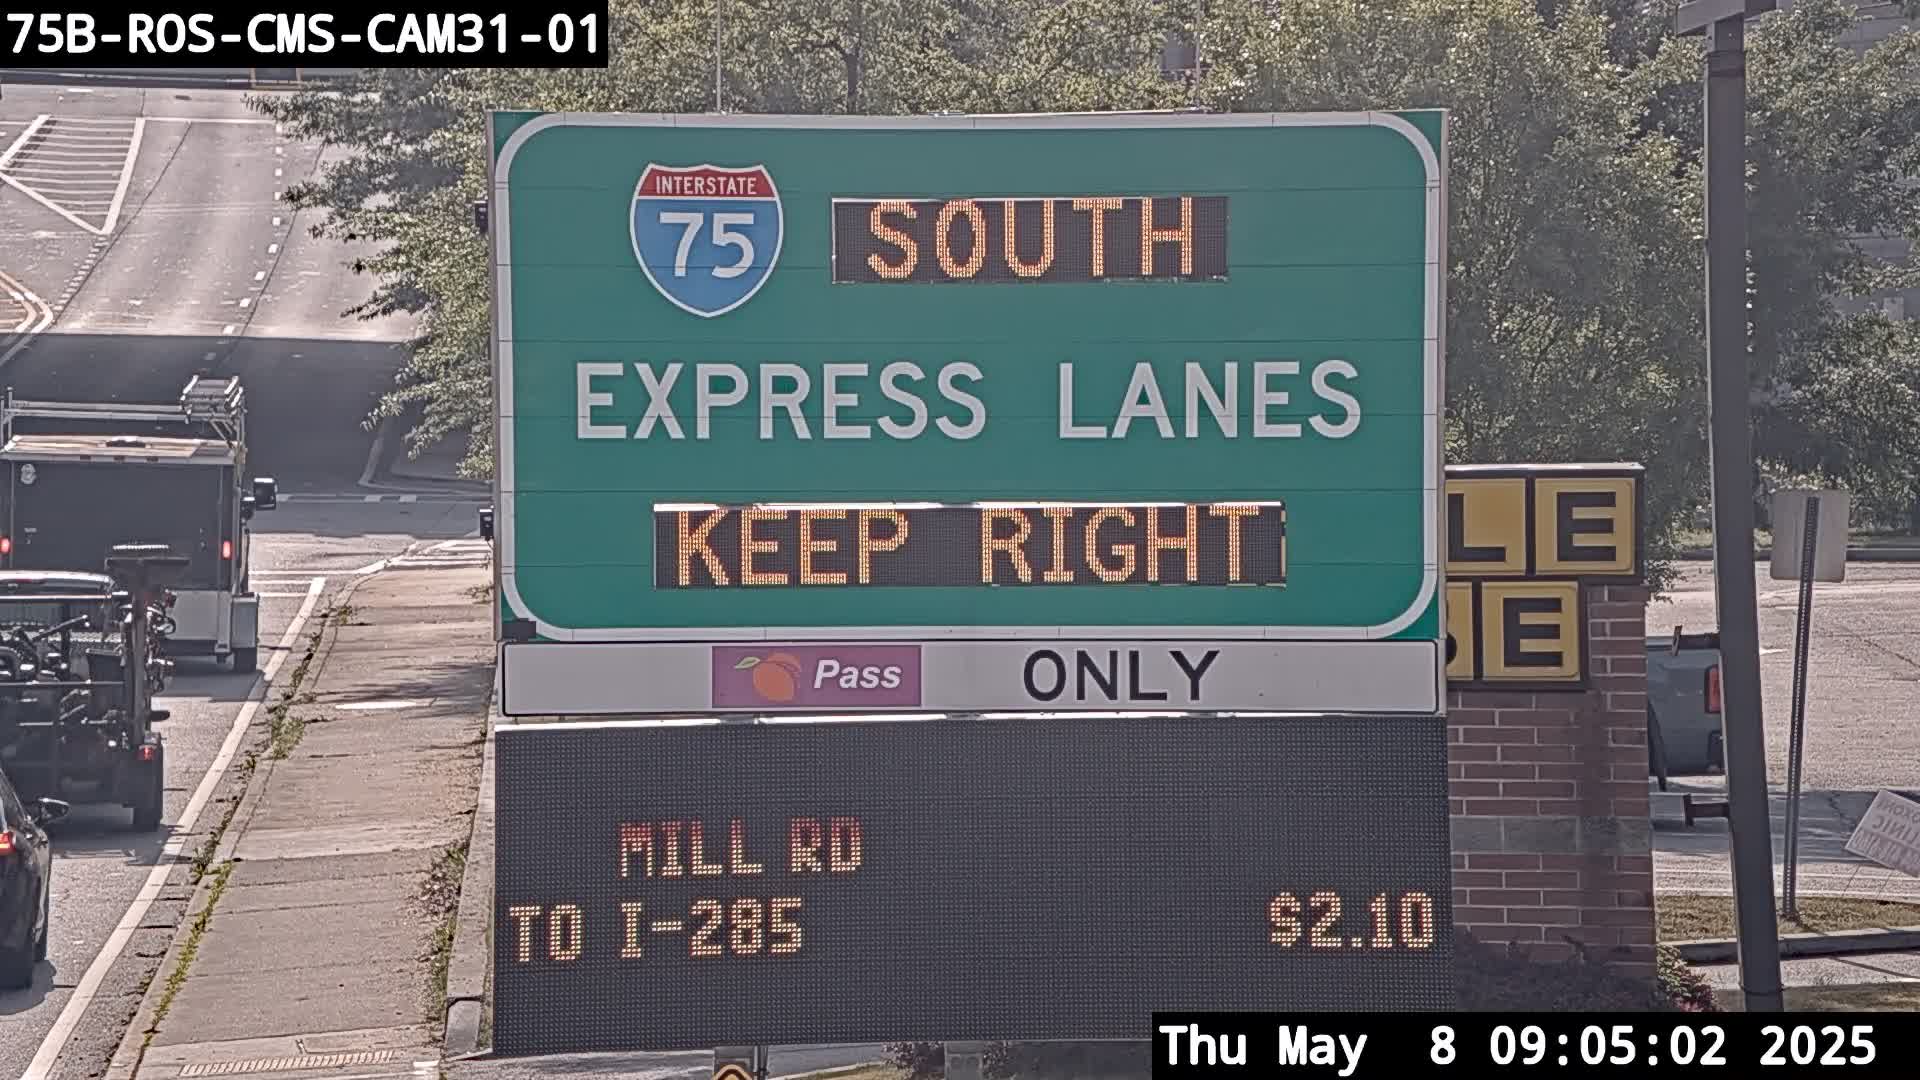 75B-ROS-CMS-CAM31-01
INTERSTATE
75
SOUTH
EXPRESS LANES
KEEP RIGHT
Pass ONLY
LE
E
MILL RD
TO I-285 $2.10
Thu May 8 09:05:02 2025